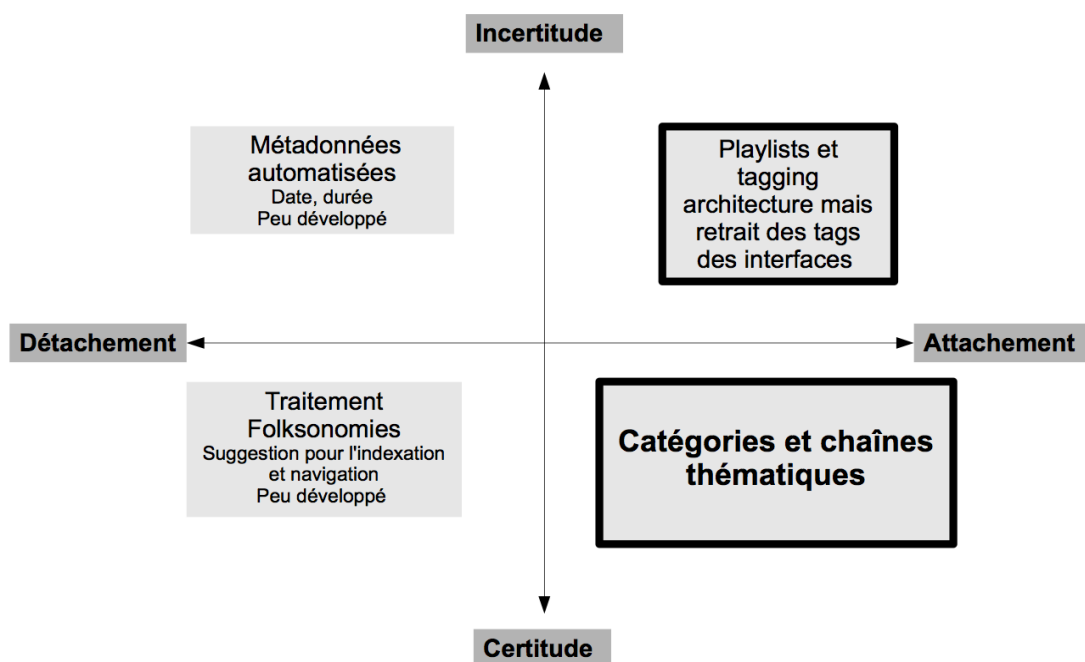 Incertitude
Métadonnées
automatisées
Date, durée
Peu développé
Playlists et
tagging
architecture mais
retrait des tags
des interfaces
Détachement
Attachement
Traitement
Folksonomies
Suggestion pour l'indexation
et navigation
Peu développé
Catégories et chaînes
thématiques
Certitude